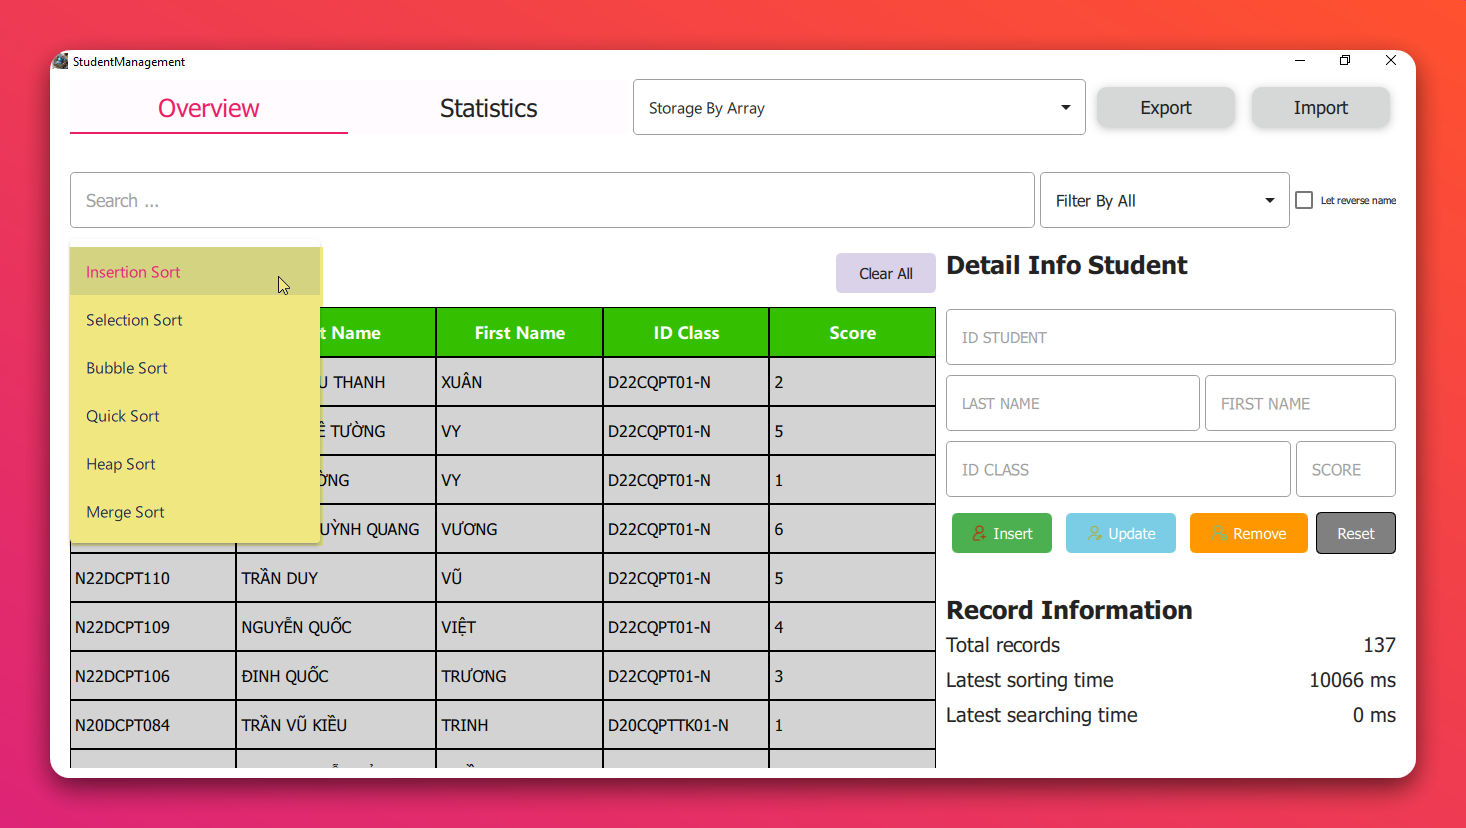 StudentManagement
Overview
Statistics
Storage By Array
Export
Import
Search ...
Filter By All
Let reverse name
Insertion Sort
Selection Sort
Bubble Sort
Quick Sort
Heap Sort
Merge Sort
Clear All
t Name First Name ID Class Score
U THANH XUÂN D22CQPT01-N 2
Ê TƯỜNG VY D22CQPT01-N 5
ỜNG VY D22CQPT01-N 1
UỲNH QUANG VƯƠNG D22CQPT01-N 6
N22DCPT110 TRẦN DUY VŨ D22CQPT01-N 5
N22DCPT109 NGUYỄN QUỐC VIỆT D22CQPT01-N 4
N22DCPT106 ĐINH QUỐC TRƯƠNG D22CQPT01-N 3
N20DCPT084 TRẦN VŨ KIỀU TRINH D20CQPTTK01-N 1
Detail Info Student
ID STUDENT
LAST NAME FIRST NAME
ID CLASS SCORE
Insert Update Remove Reset
Record Information
Total records 137
Latest sorting time 10066 ms
Latest searching time 0 ms